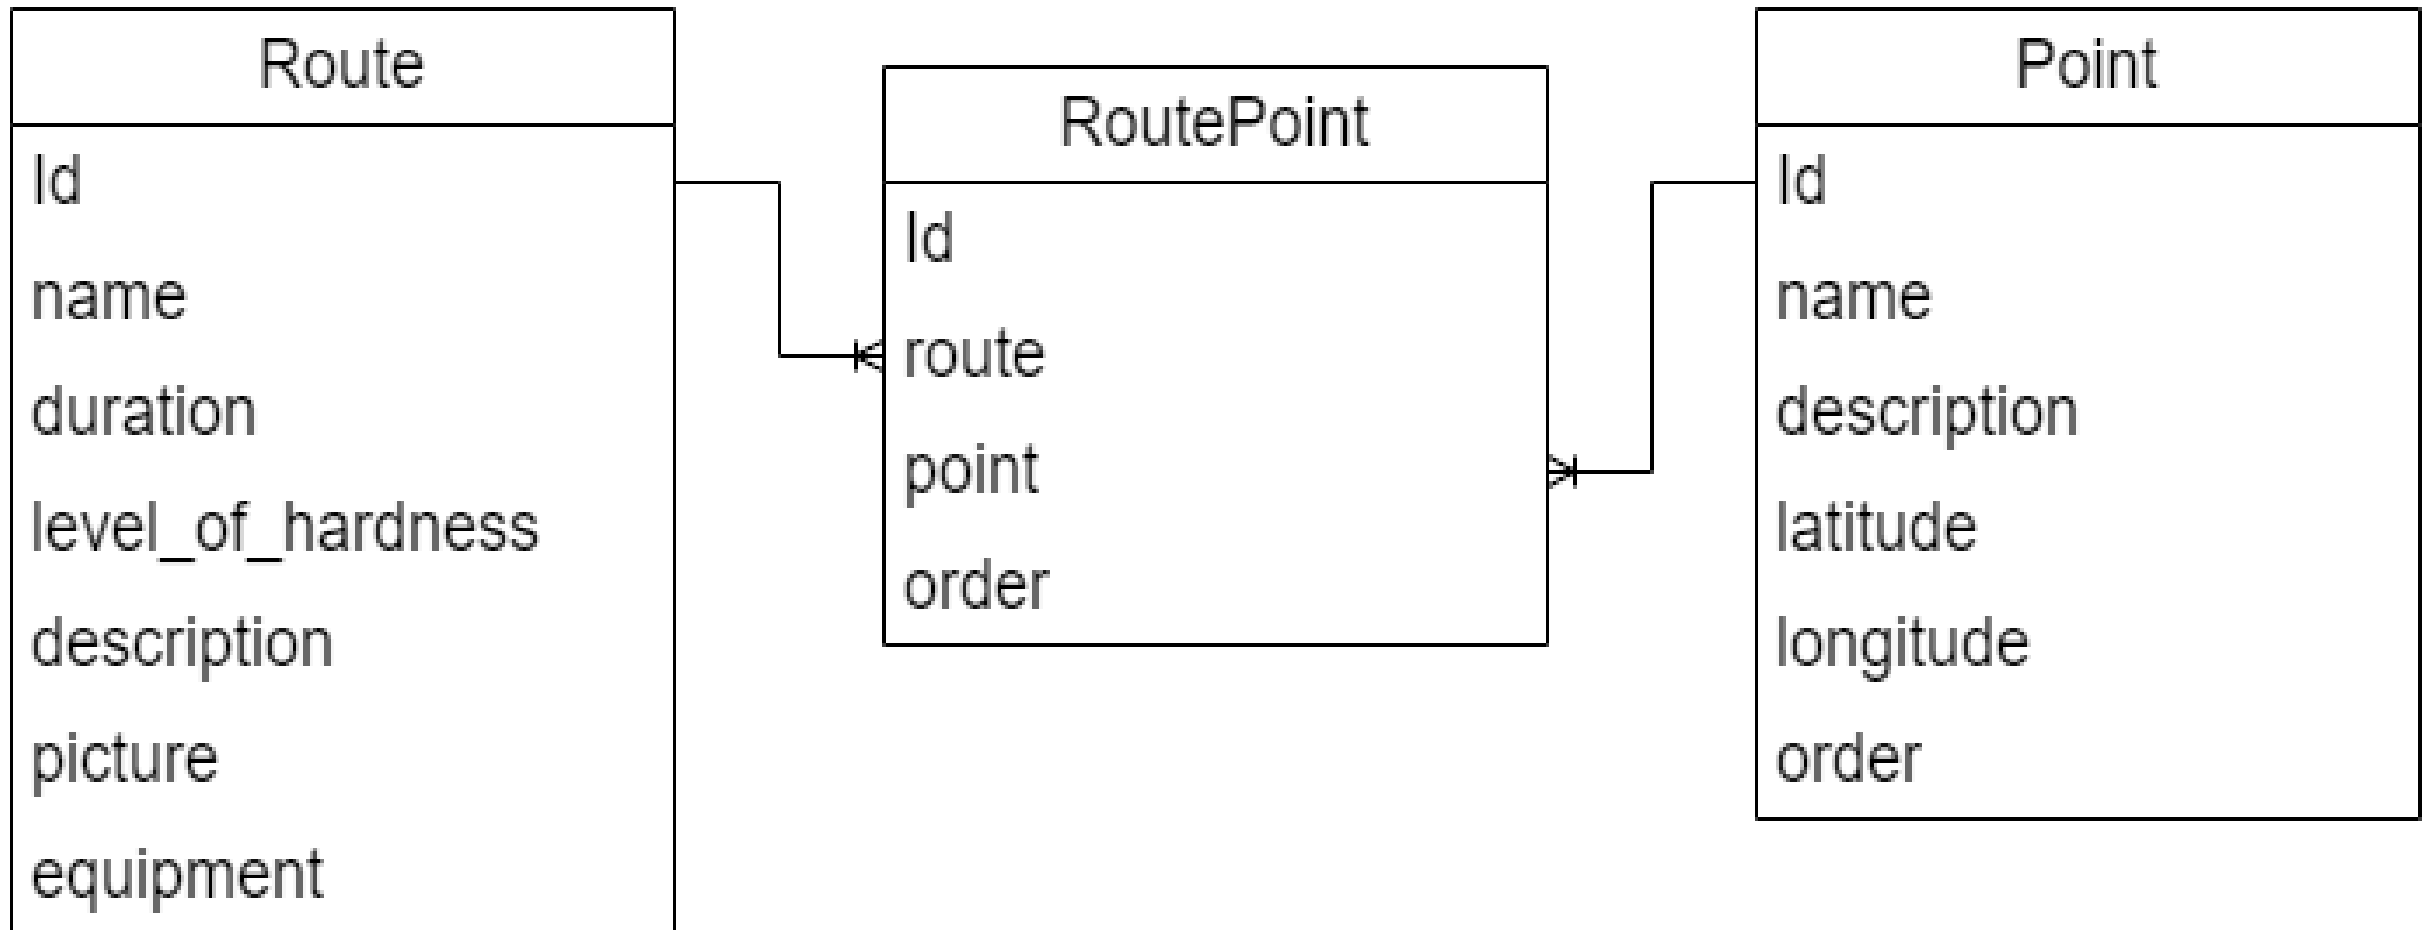 Route
Id
name
duration
level_of_hardness
description
picture
equipment
RoutePoint
Id
route
point
order
Point
Id
name
description
latitude
longitude
order